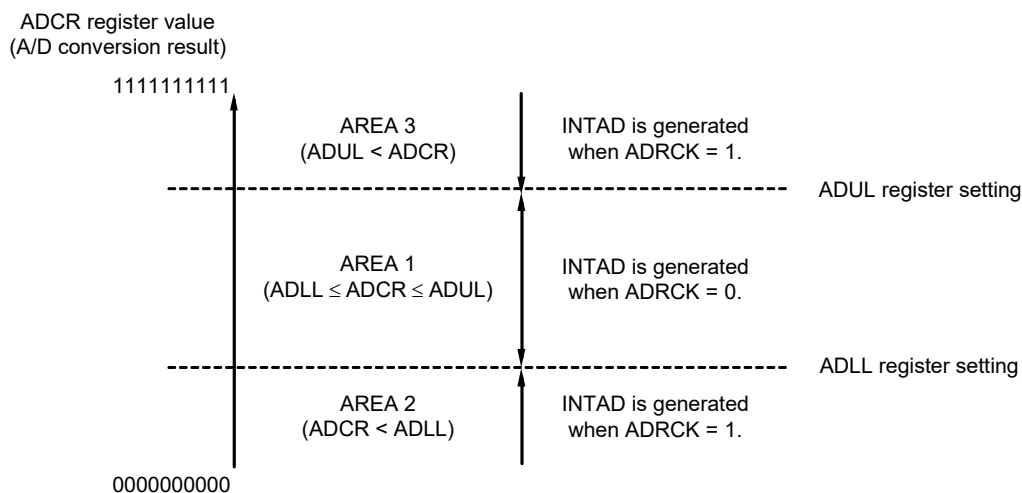 ADCR register value
(A/D conversion result)
1111111111
AREA 3
(ADUL < ADCR)
INTAD is generated
when ADRCK = 1.
ADUL register setting
AREA 1
(ADLL ≤ ADCR ≤ ADUL)
INTAD is generated
when ADRCK = 0.
ADLL register setting
AREA 2
(ADCR < ADLL)
INTAD is generated
when ADRCK = 1.
0000000000